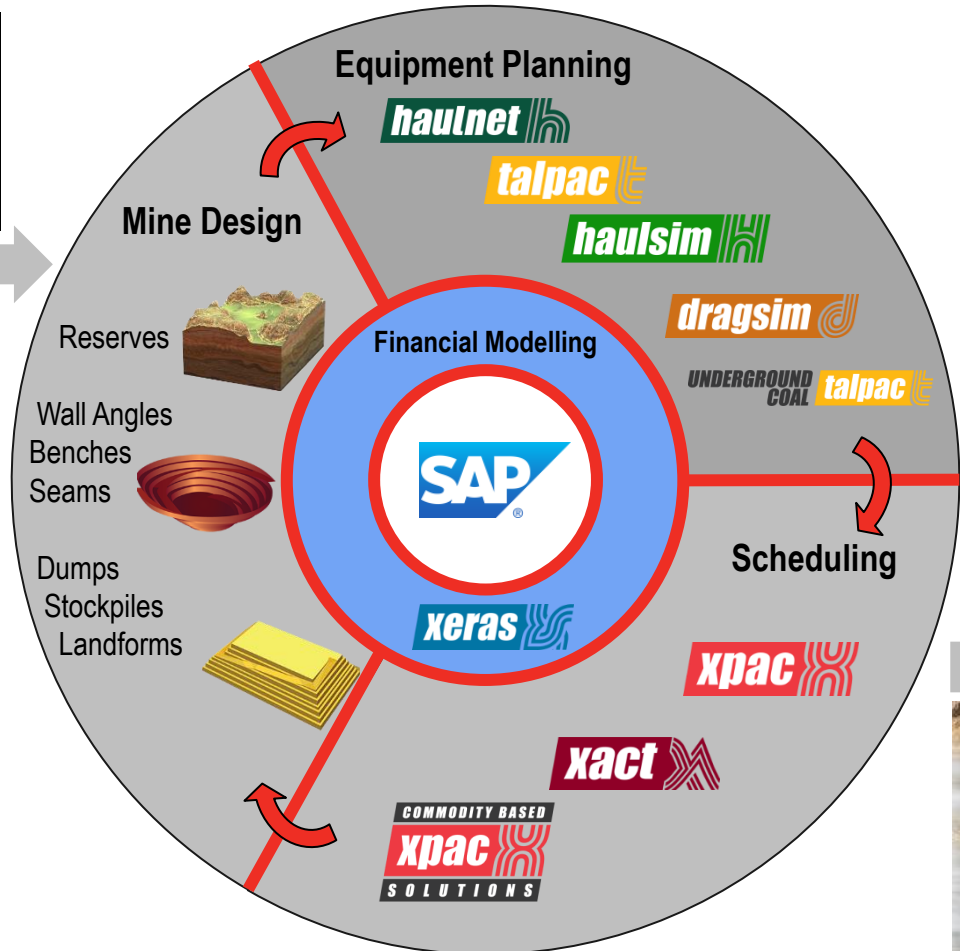 Equipment Planning
haulnet
talpac
haulsim
dragsim
UNDERGROUND
COAL talpac
Mine Design
Reserves
Wall Angles
Benches
Seams
Dumps
Stockpiles
Landforms
Financial Modelling
SAP
®
xeras
Scheduling
xpac
xact
COMMODITY BASED
xpac
SOLUTIONS